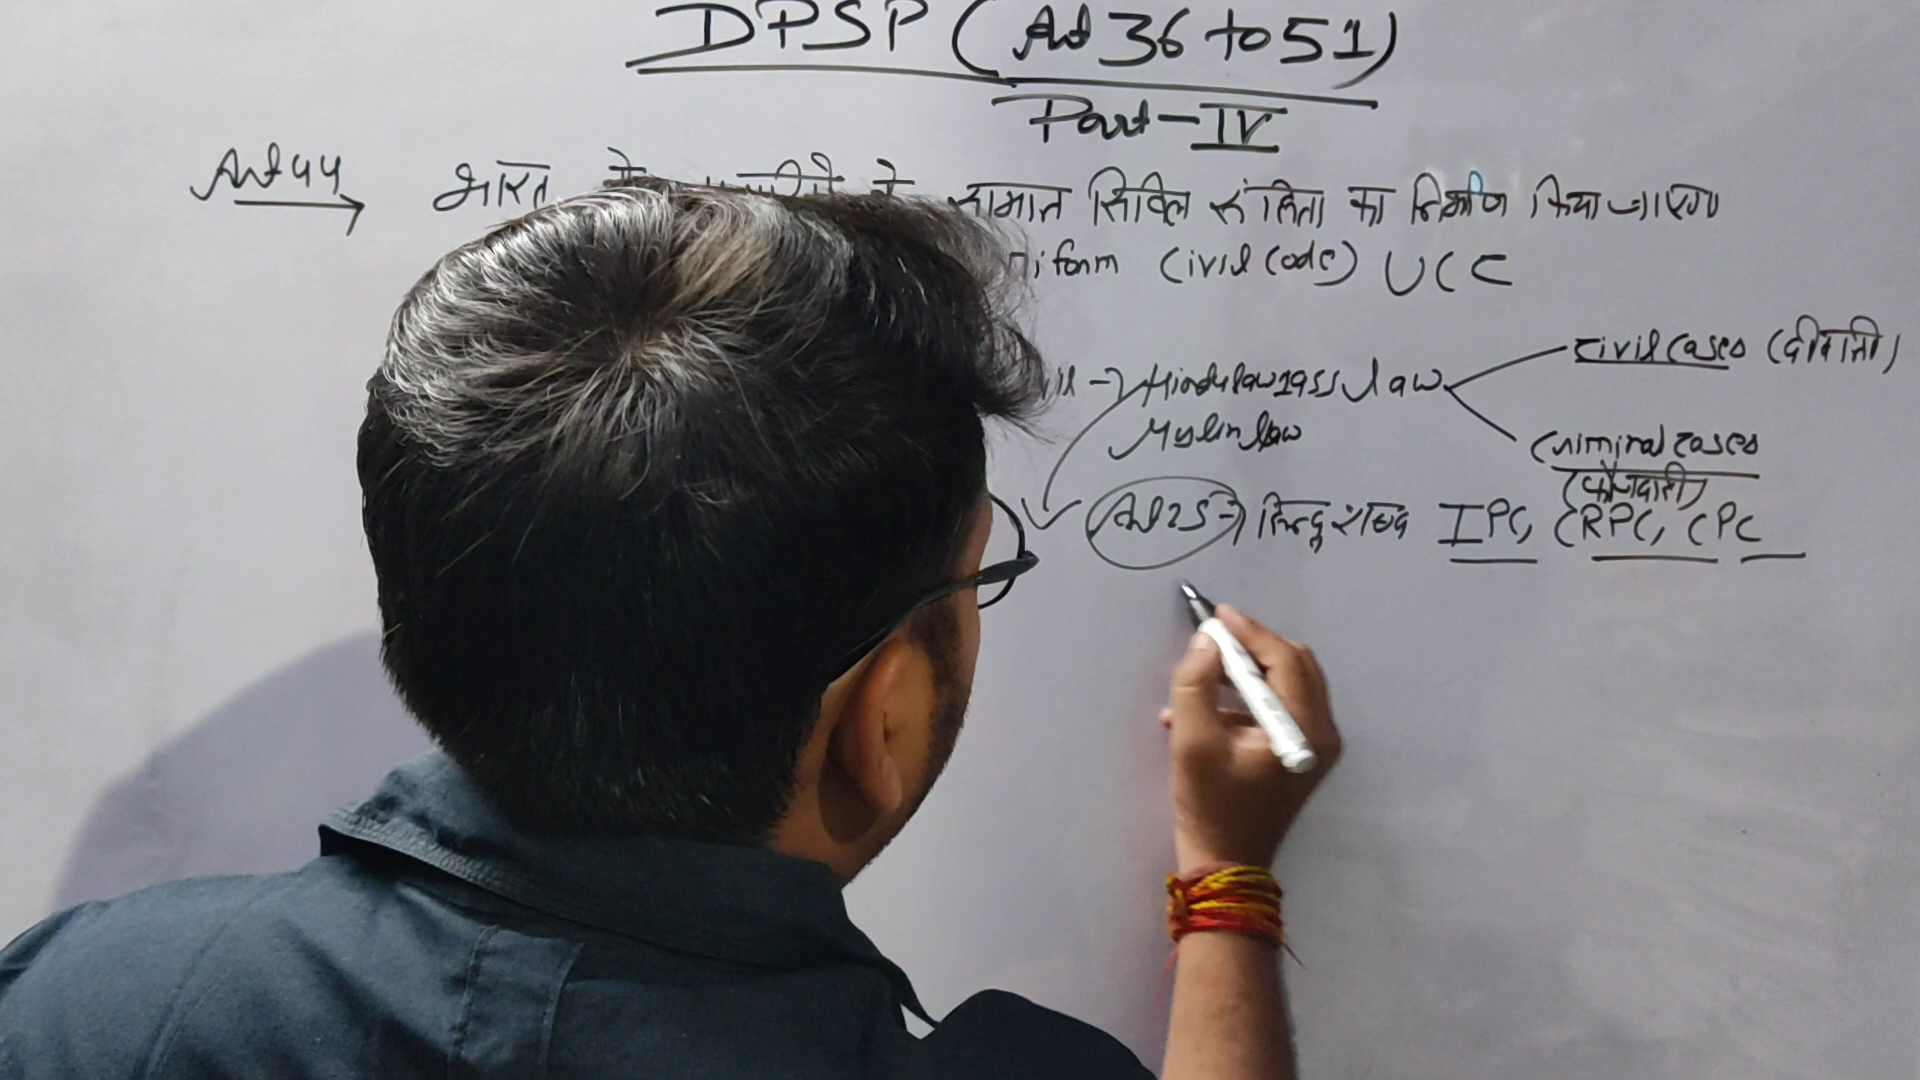 DPSP (Art 36 to 51)
Part-IV
Art 44 → भारत के समान सिविल संहिता का निर्माण किया जाएगा
niform Civil Code) UCC
→ Hindu law 1955 law civil cases (दीवानी)
Muslim law criminal cases
(फौजदारी)
Art 25 → हिन्दू शब्द IPC, CRPC, CPC